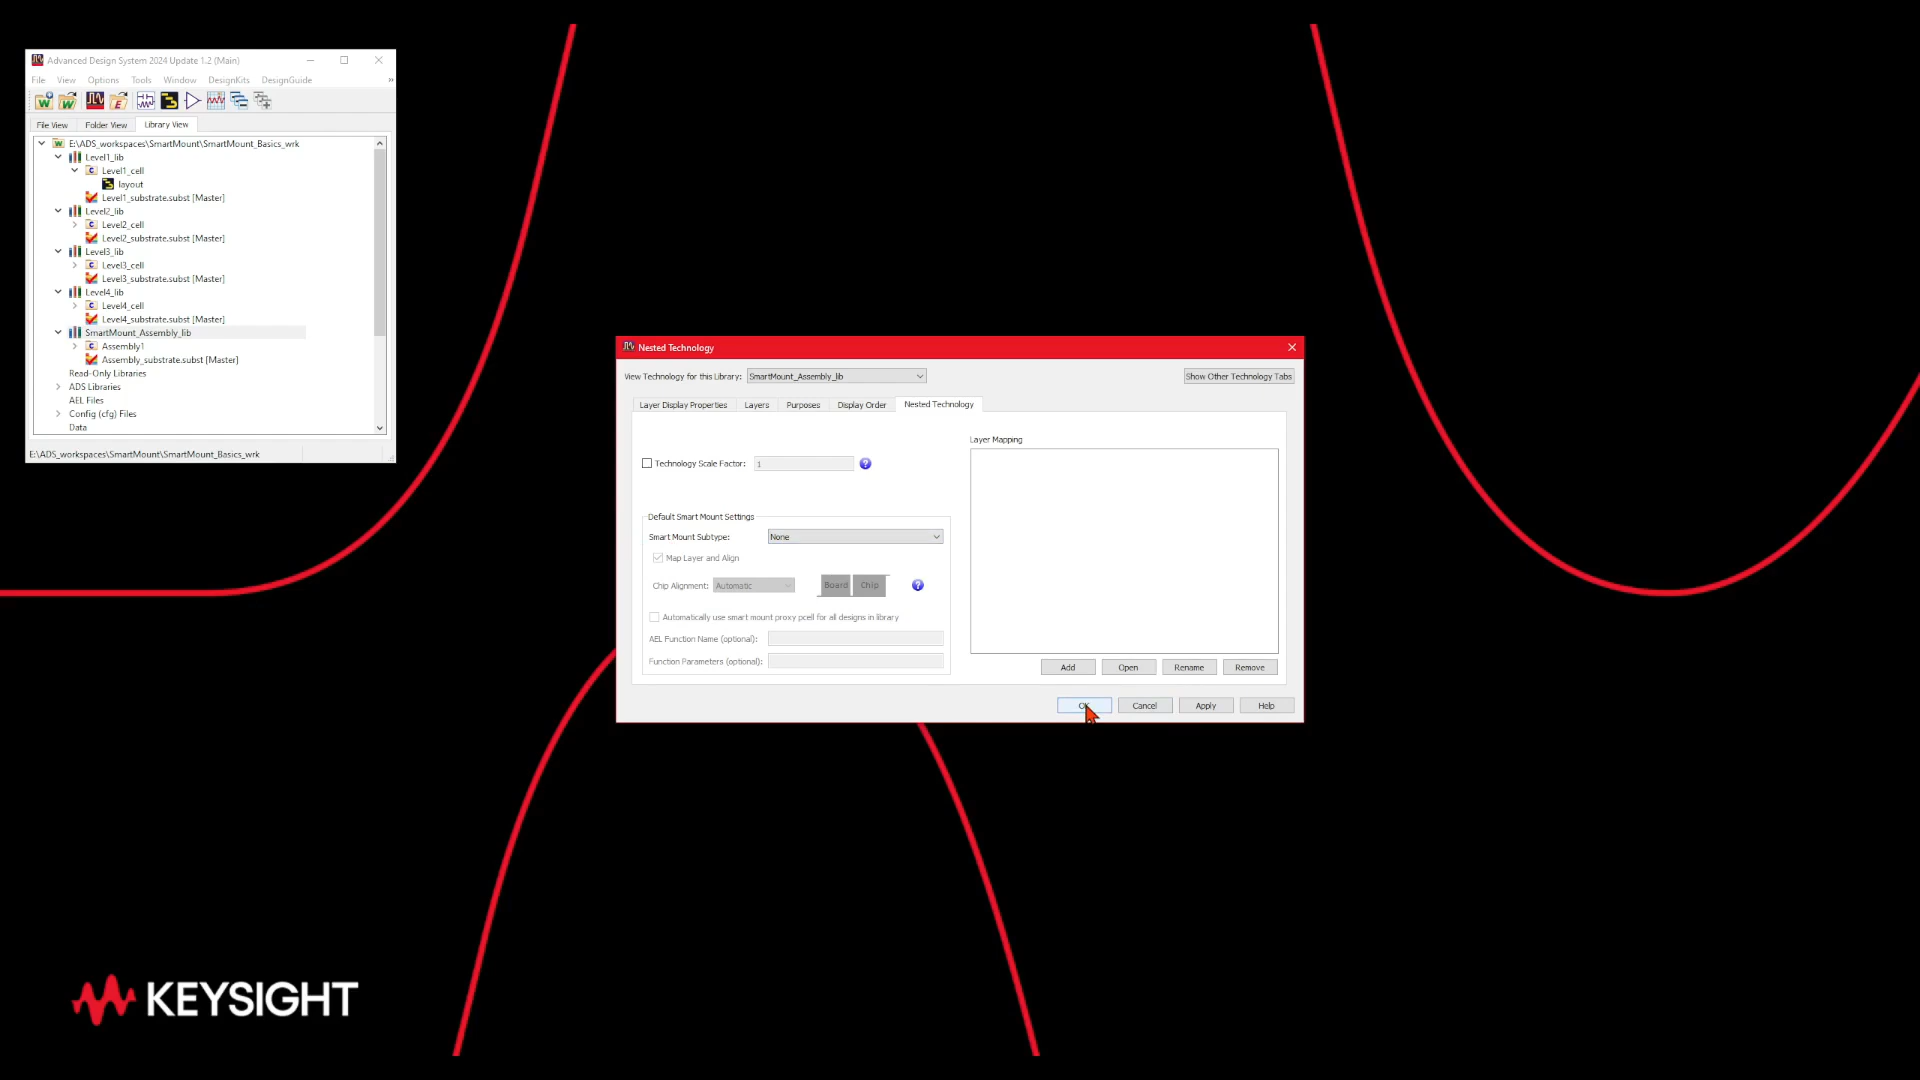 Advanced Design System 2024 Update 1.2 (Main)
File View Options Tools Window DesignKits DesignGuide »
File View Folder View Library View
E:\ADS_workspaces\SmartMount\SmartMount_Basics_wrk
Level1_lib
Level1_cell
layout
Level1_substrate.subst [Master]
Level2_lib
Level2_cell
Level2_substrate.subst [Master]
Level3_lib
Level3_cell
Level3_substrate.subst [Master]
Level4_lib
Level4_cell
Level4_substrate.subst [Master]
SmartMount_Assembly_lib
Assembly1
Assembly_substrate.subst [Master]
Read-Only Libraries
ADS Libraries
AEL Files
Config (cfg) Files
Data
E:\ADS_workspaces\SmartMount\SmartMount_Basics_wrk
Nested Technology
View Technology for this Library: SmartMount_Assembly_lib Show Other Technology Tabs
Layer Display Properties Layers Purposes Display Order Nested Technology
Layer Mapping
Technology Scale Factor: 1
Default Smart Mount Settings
Smart Mount Subtype: None
Map Layer and Align
Chip Alignment: Automatic Board Chip
Automatically use smart mount proxy pcell for all designs in library
AEL Function Name (optional):
Function Parameters (optional):
Add Open Rename Remove
OK Cancel Apply Help
KEYSIGHT